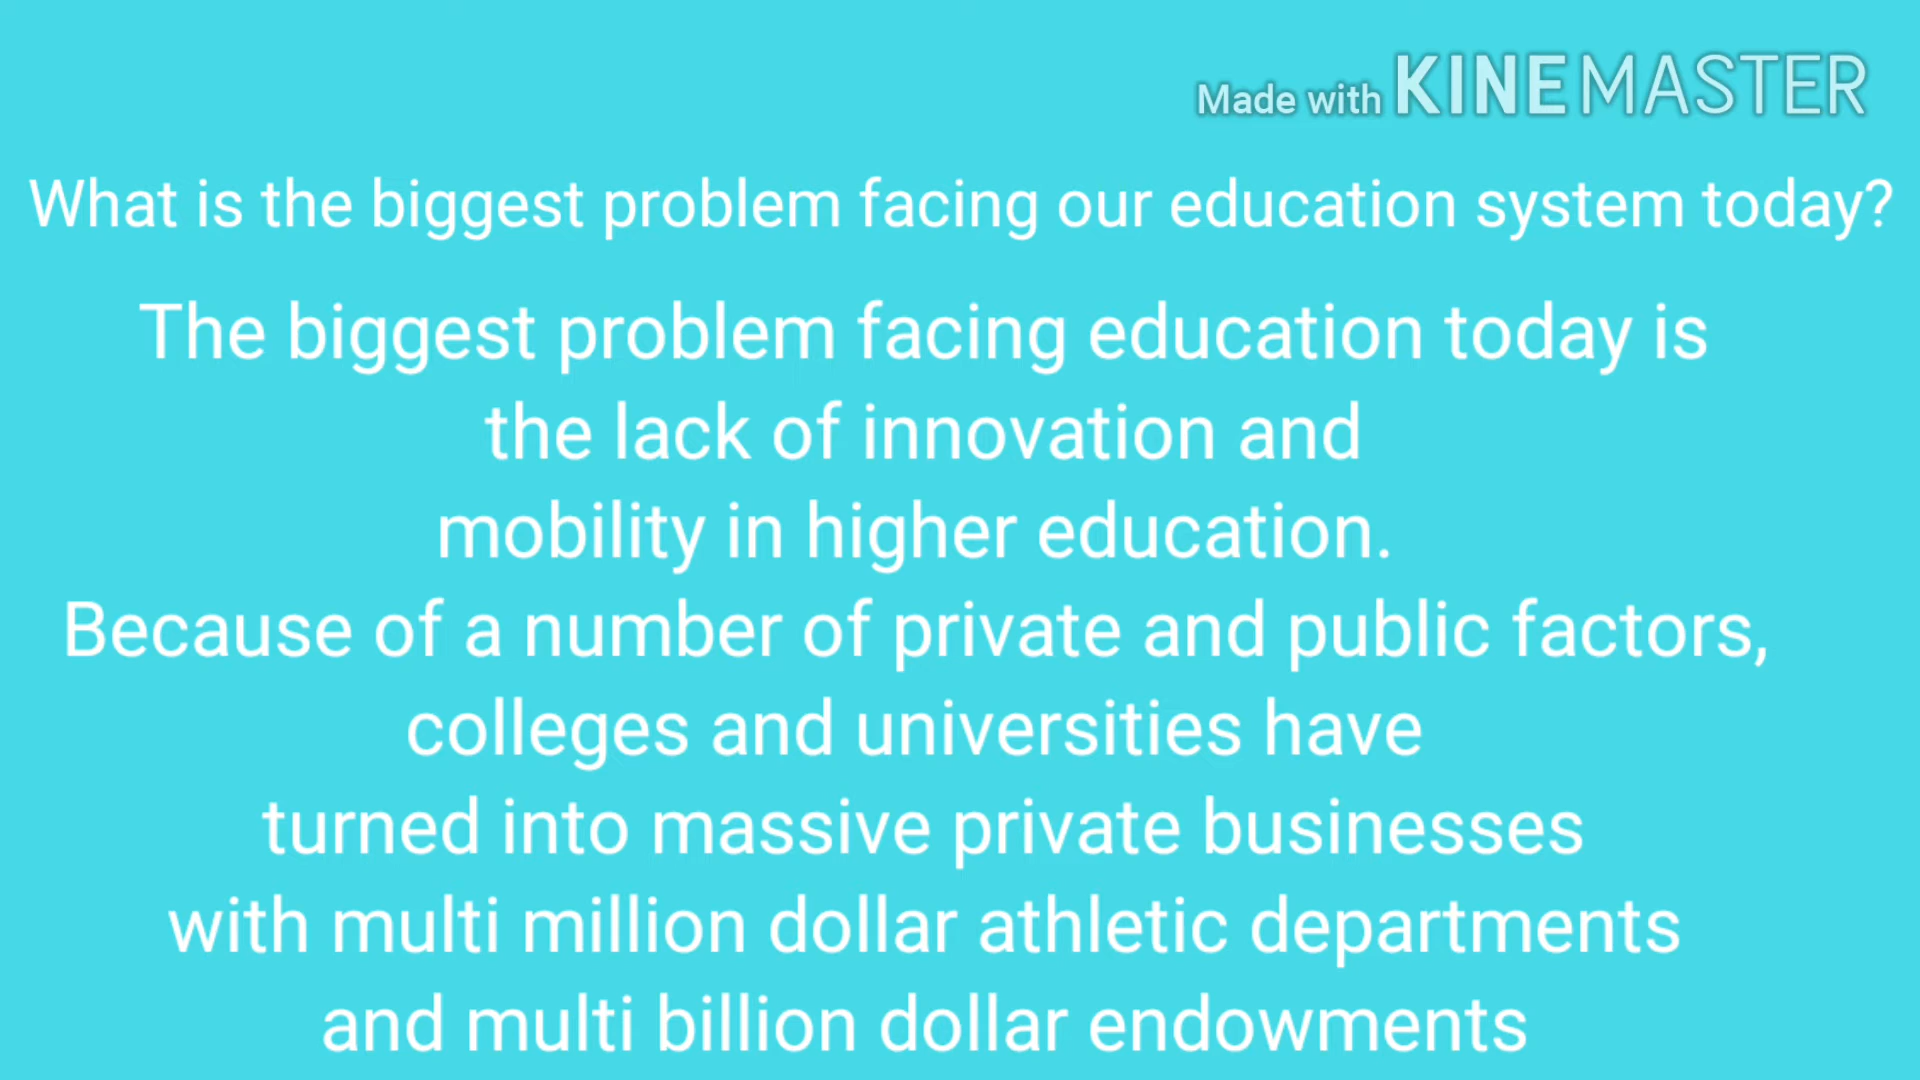 Made with KINEMASTER
What is the biggest problem facing our education system today?
The biggest problem facing education today is
the lack of innovation and
mobility in higher education.
Because of a number of private and public factors,
colleges and universities have
turned into massive private businesses
with multi million dollar athletic departments
and multi billion dollar endowments